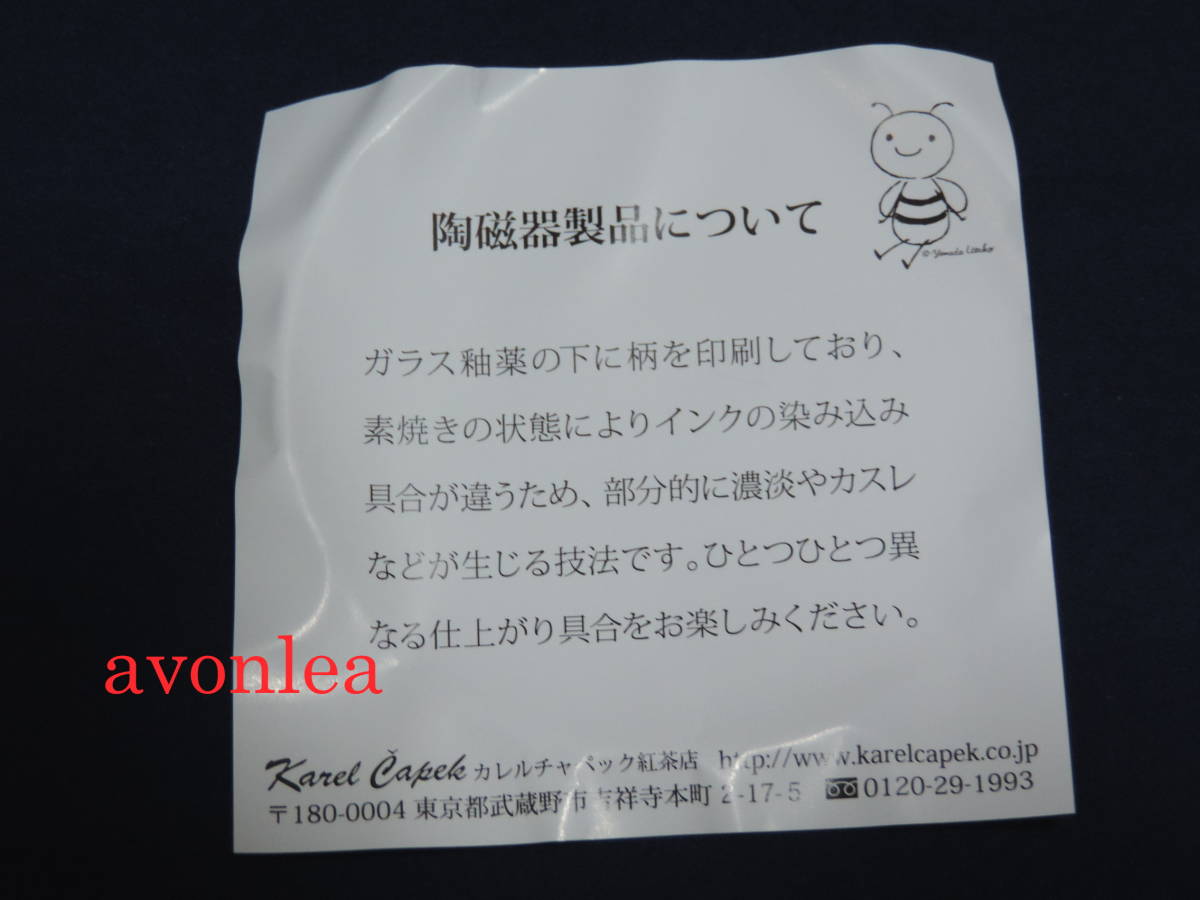 陶磁器製品について
© Yamada Utako
ガラス釉薬の下に柄を印刷しており、
素焼きの状態によりインクの染み込み
具合が違うため、部分的に濃淡やカスレ
などが生じる技法です。ひとつひとつ異
なる仕上がり具合をお楽しみください。
avonlea
Karel Čapek カレルチャペック紅茶店 http://www.karelcapek.co.jp
〒180-0004 東京都武蔵野市吉祥寺本町 2-17-5 0120-29-1993